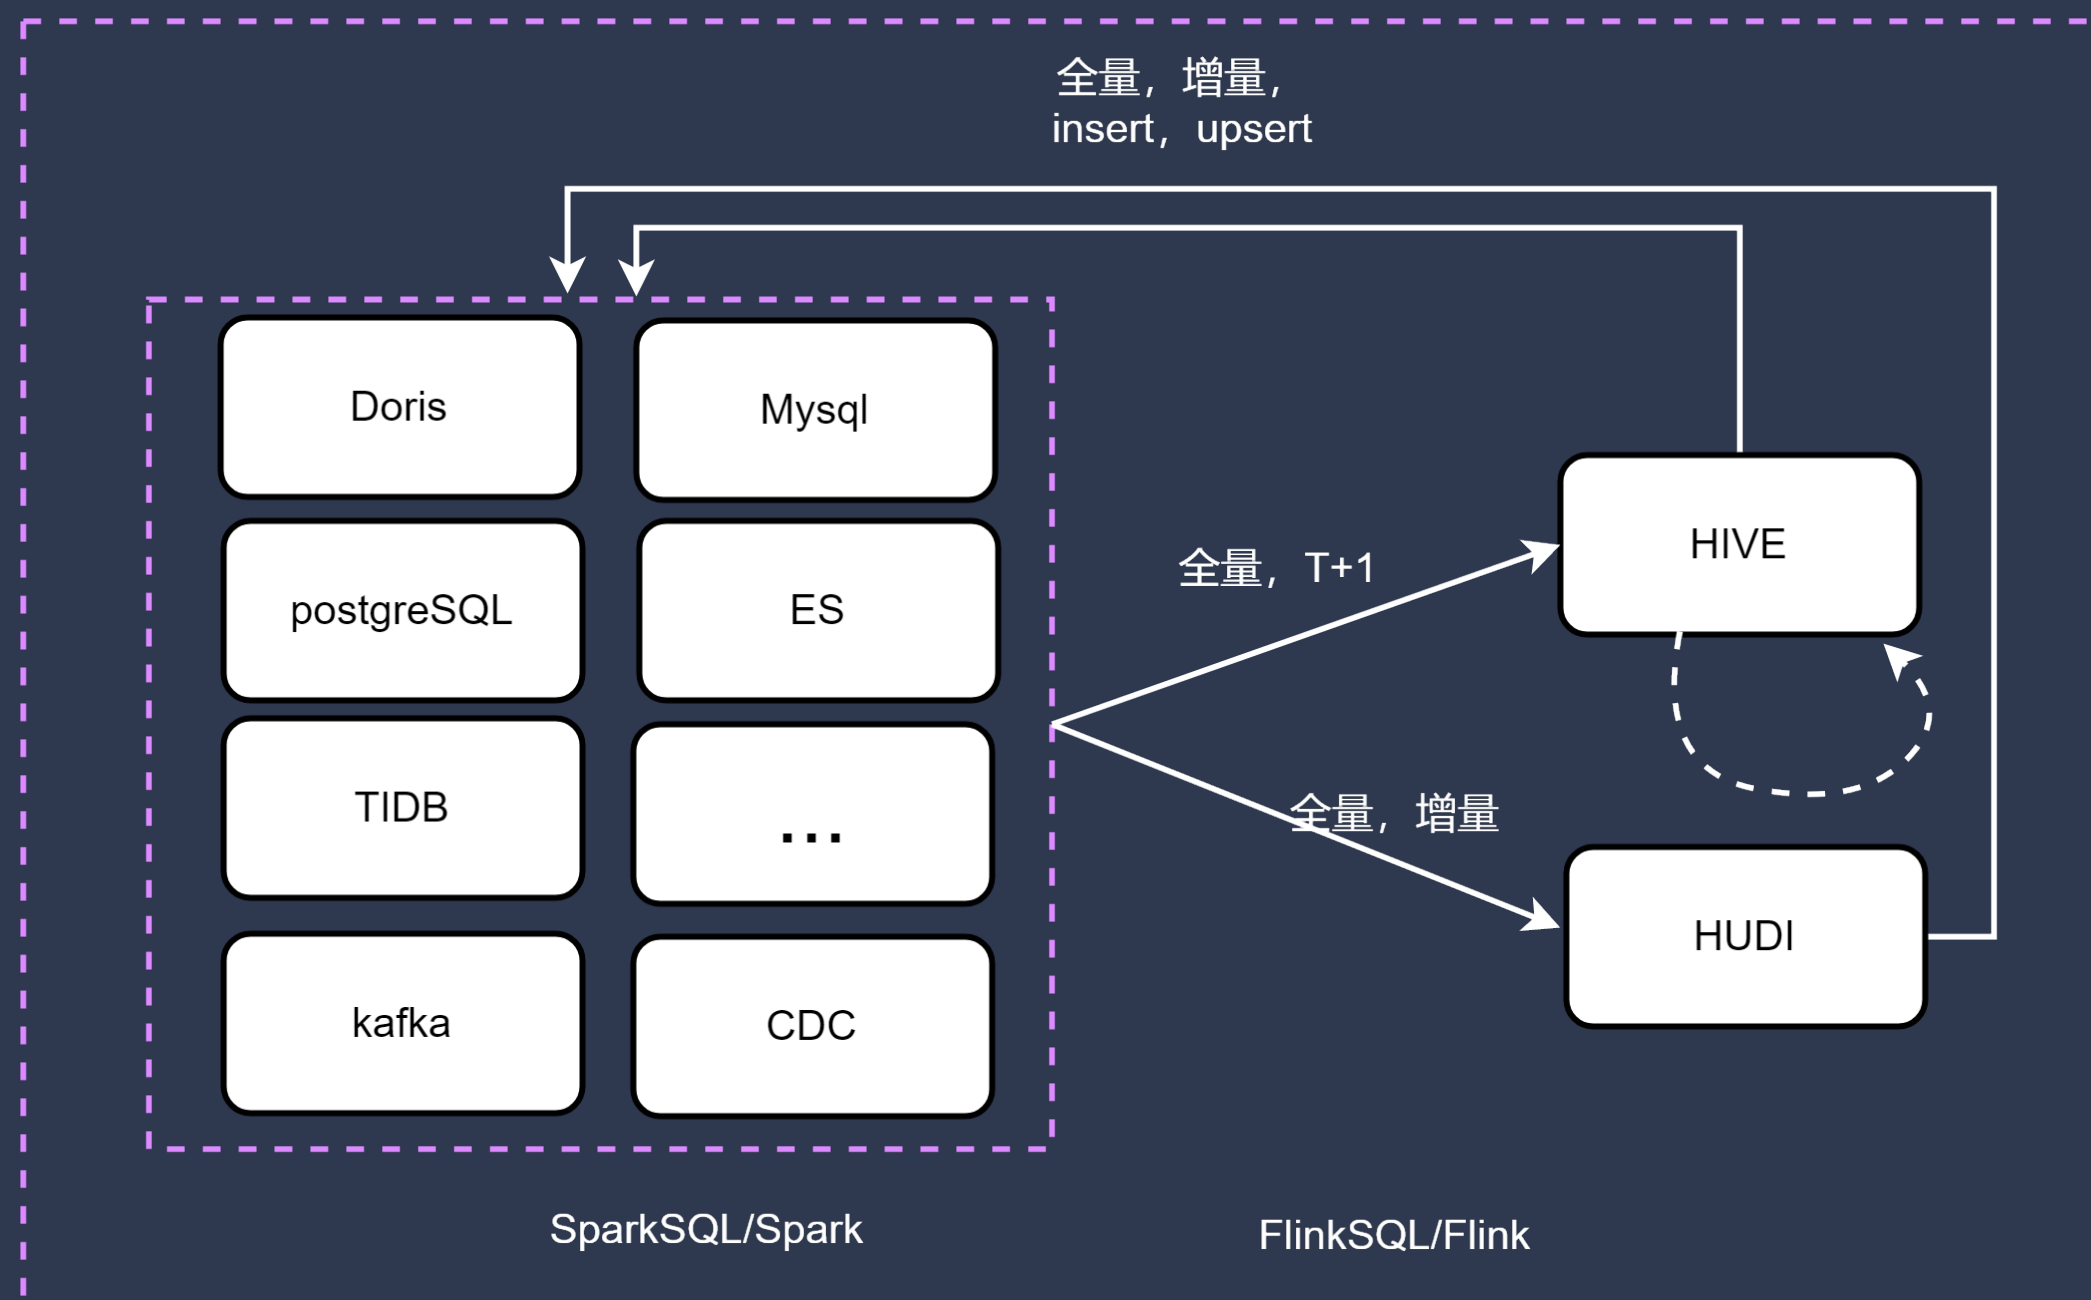 全量，增量，
insert，upsert
Doris
Mysql
postgreSQL
ES
TIDB
...
kafka
CDC
全量，T+1
全量，增量
HIVE
HUDI
SparkSQL/Spark
FlinkSQL/Flink